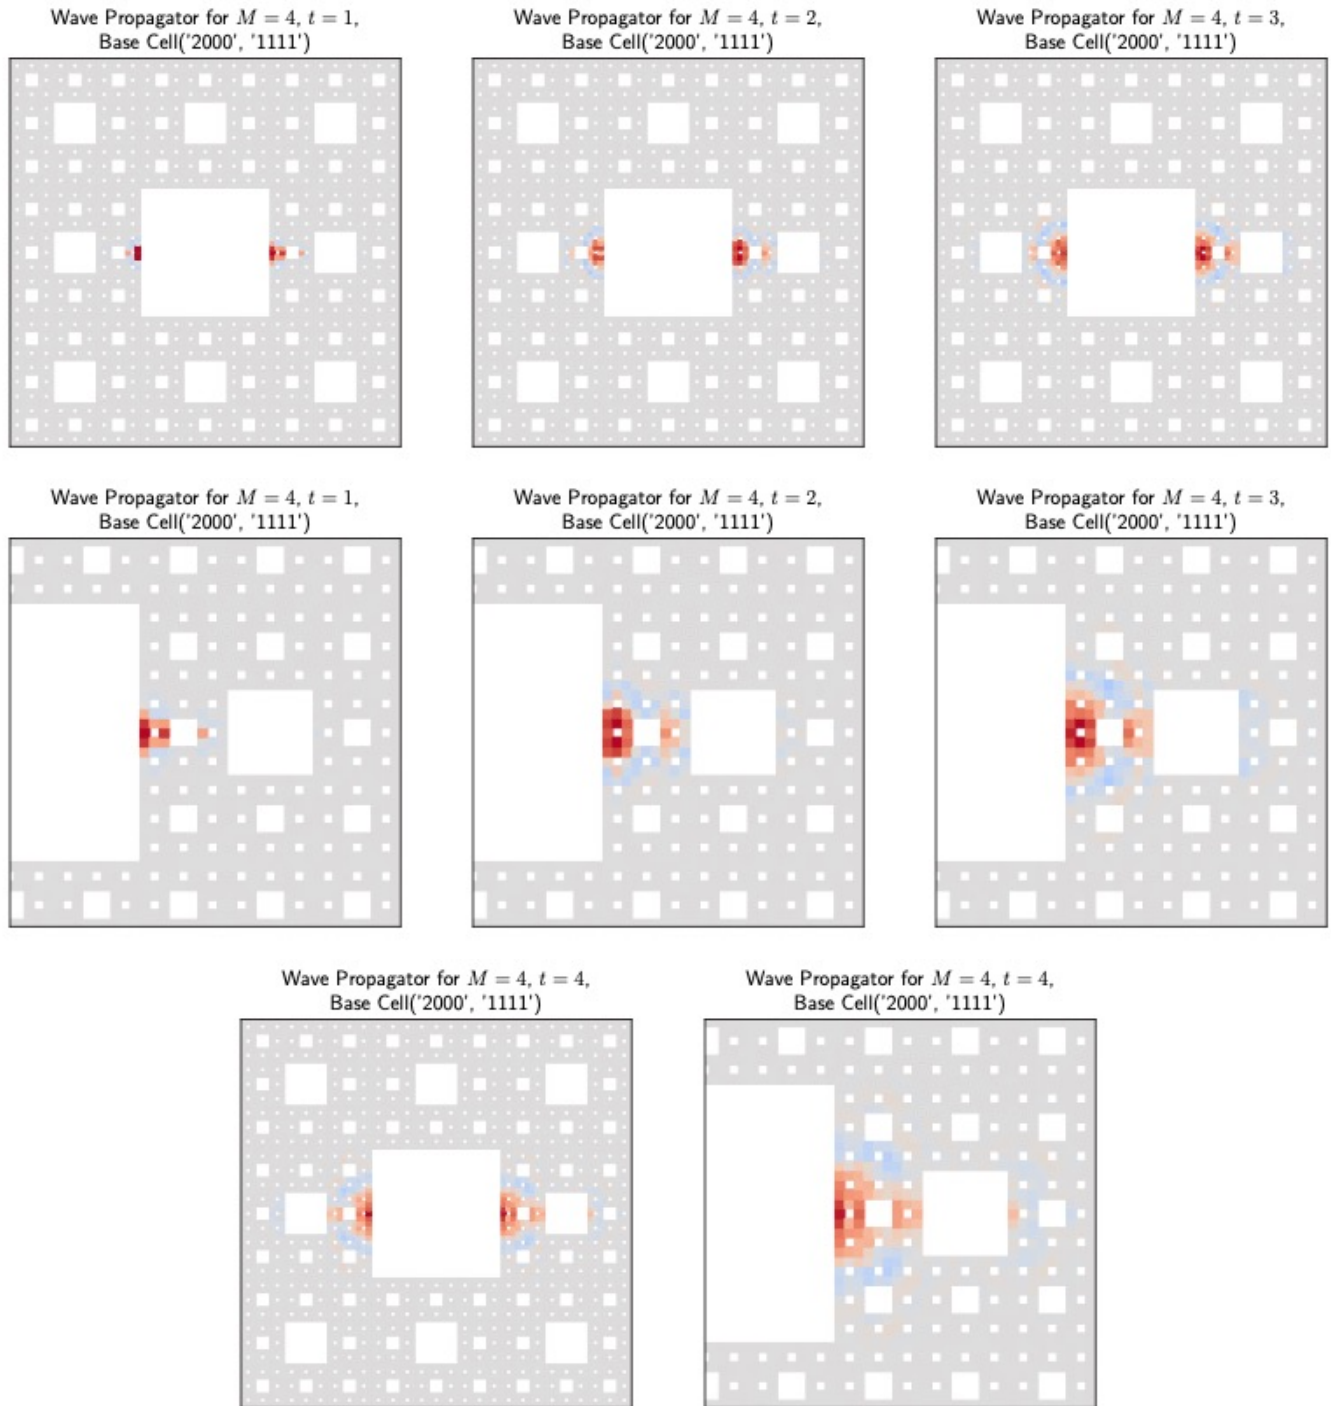 Wave Propagator for M = 4, t = 1,
Base Cell('2000', '1111')
Wave Propagator for M = 4, t = 2,
Base Cell('2000', '1111')
Wave Propagator for M = 4, t = 3,
Base Cell('2000', '1111')
Wave Propagator for M = 4, t = 1,
Base Cell('2000', '1111')
Wave Propagator for M = 4, t = 2,
Base Cell('2000', '1111')
Wave Propagator for M = 4, t = 3,
Base Cell('2000', '1111')
Wave Propagator for M = 4, t = 4,
Base Cell('2000', '1111')
Wave Propagator for M = 4, t = 4,
Base Cell('2000', '1111')